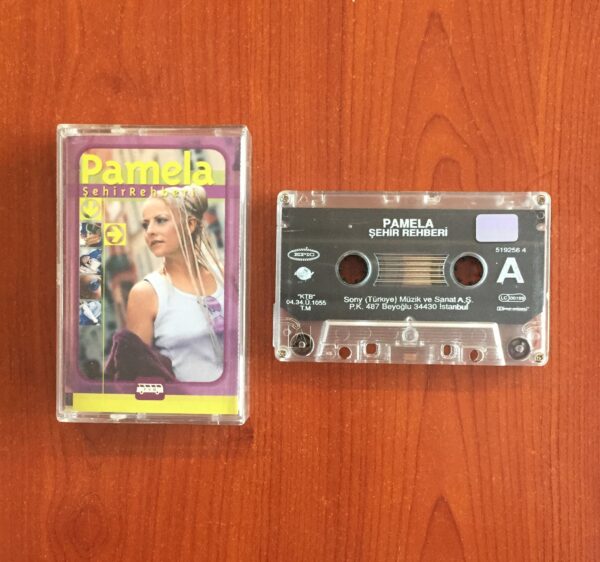 Pamela
ŞehirRehberi
PAMELA
ŞEHİR REHBERİ
EPIC
519256 4
A
"KTB"
04.34.Ü.1055
T.M
Sony (Türkiye) Müzik ve Sanat A.Ş.
P.K. 487 Beyoğlu 34430 İstanbul